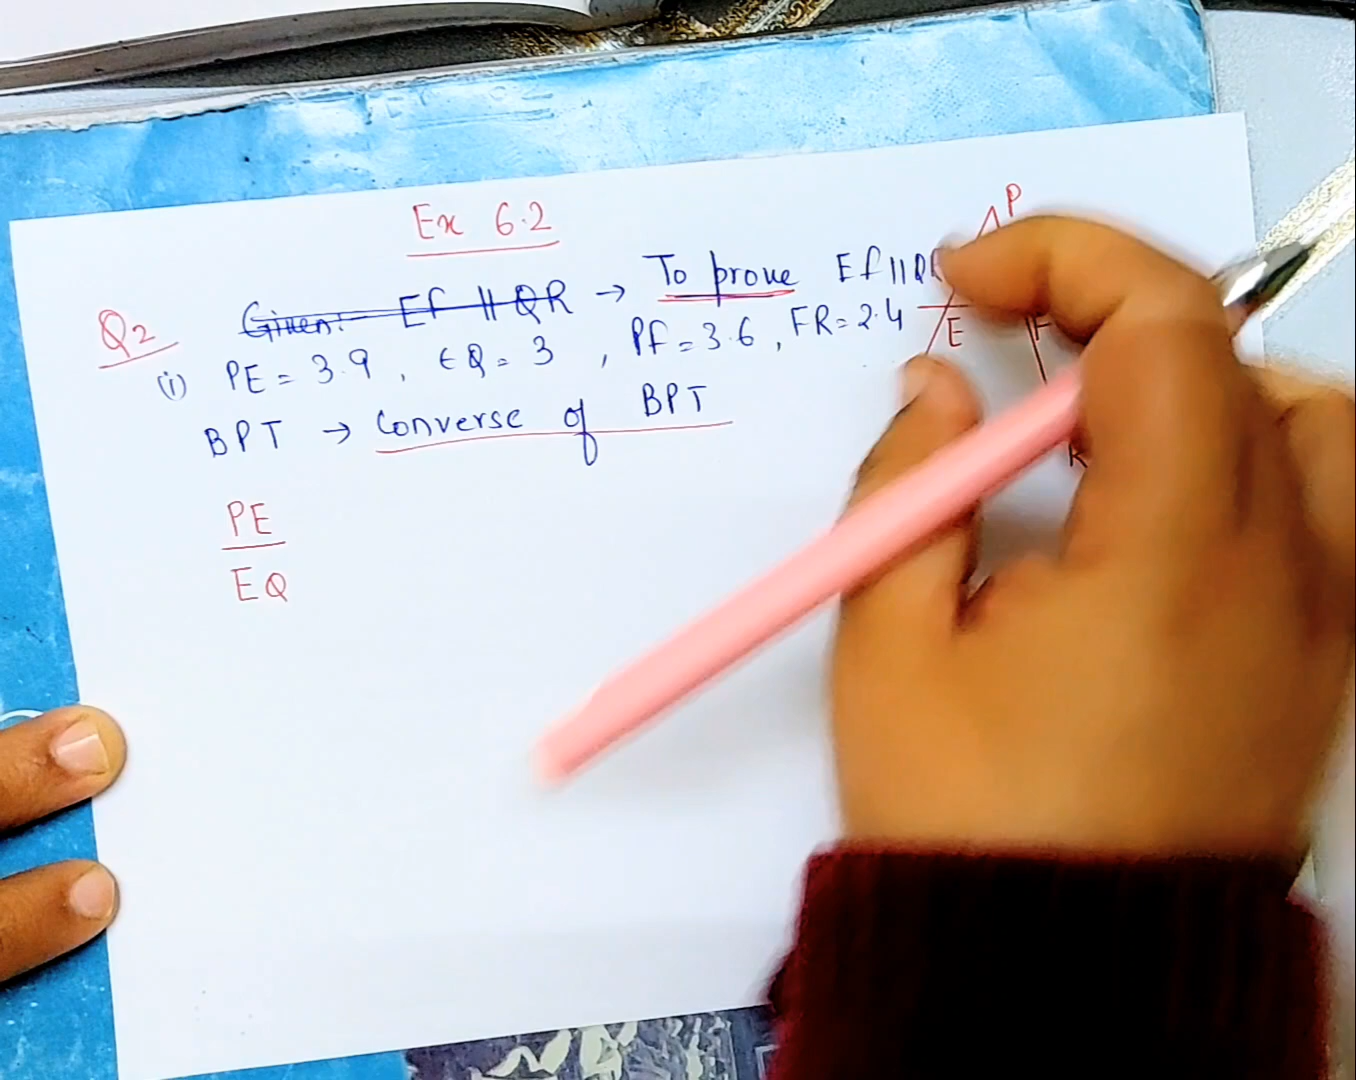 Ex 6.2
Q2 Given:- EF || QR → To prove EF || QR
(i) PE = 3.9, EQ = 3, PF = 3.6, FR = 2.4
BPT → Converse of BPT
PE
EQ
P
E
F
R